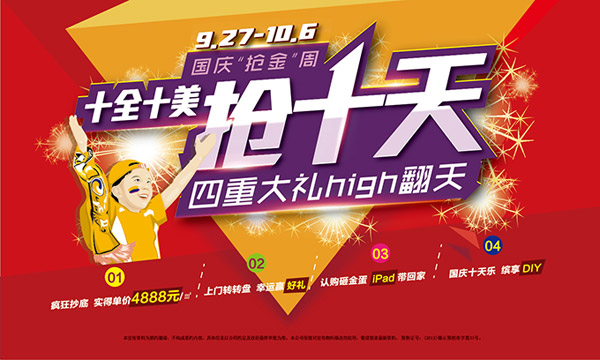 9.27-10.6
国庆“抢金”周
十全十美 抢十天
四重大礼high翻天
01
疯狂抄底 实得单价4888元/㎡
02
上门转转盘 幸运赢好礼
03
认购砸金蛋 iPad带回家
04
国庆十天乐 缤享DIY